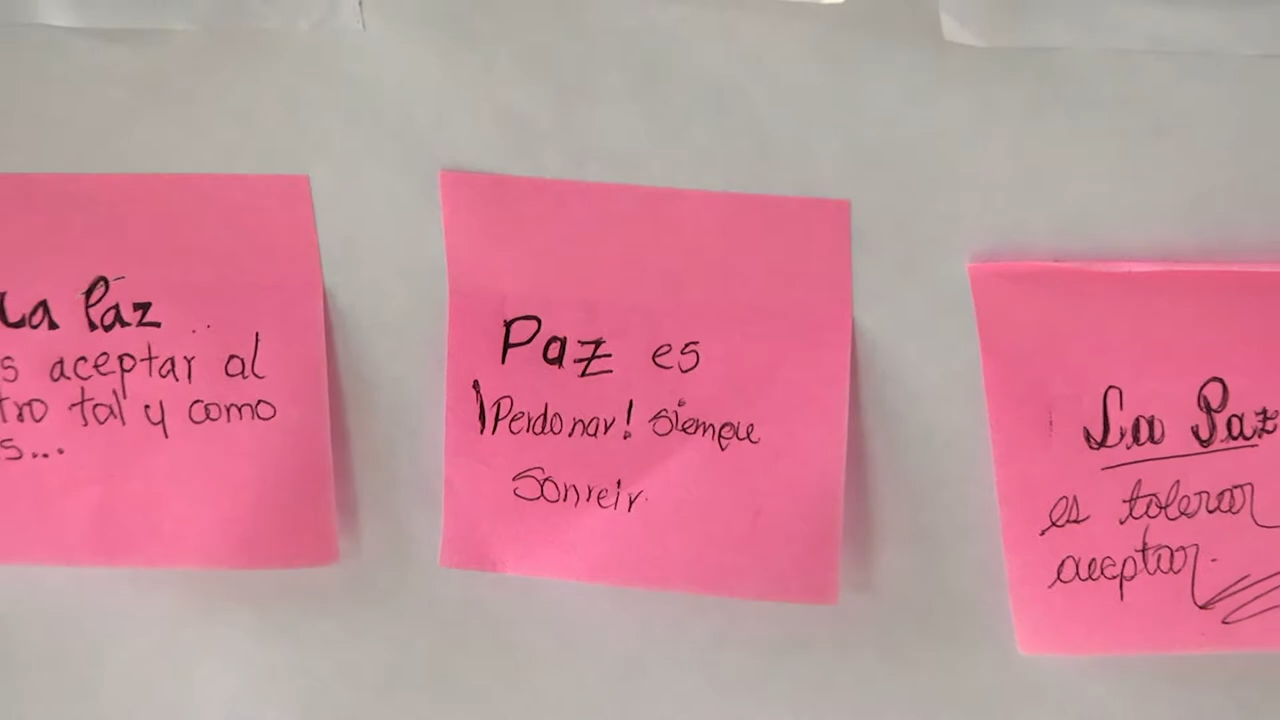 La Paz...
s aceptar al
tro tal y como
s...
Paz es
¡Perdonar! Siempre
Sonreir.
La Paz
es tolerar
aceptar.